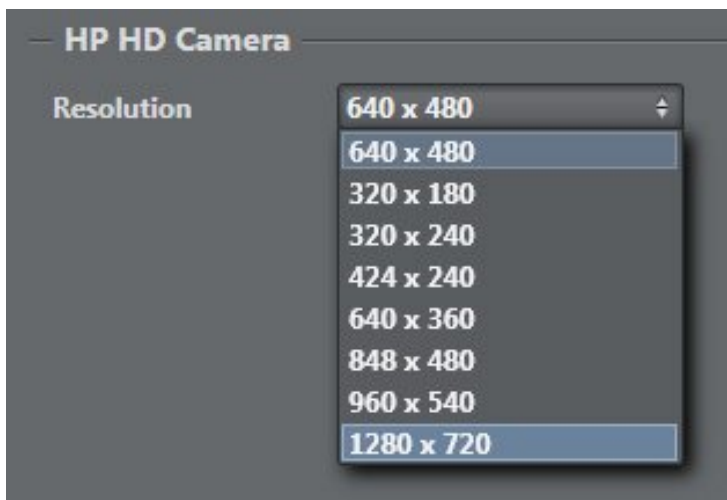 HP HD Camera
Resolution 640 x 480
640 x 480
320 x 180
320 x 240
424 x 240
640 x 360
848 x 480
960 x 540
1280 x 720